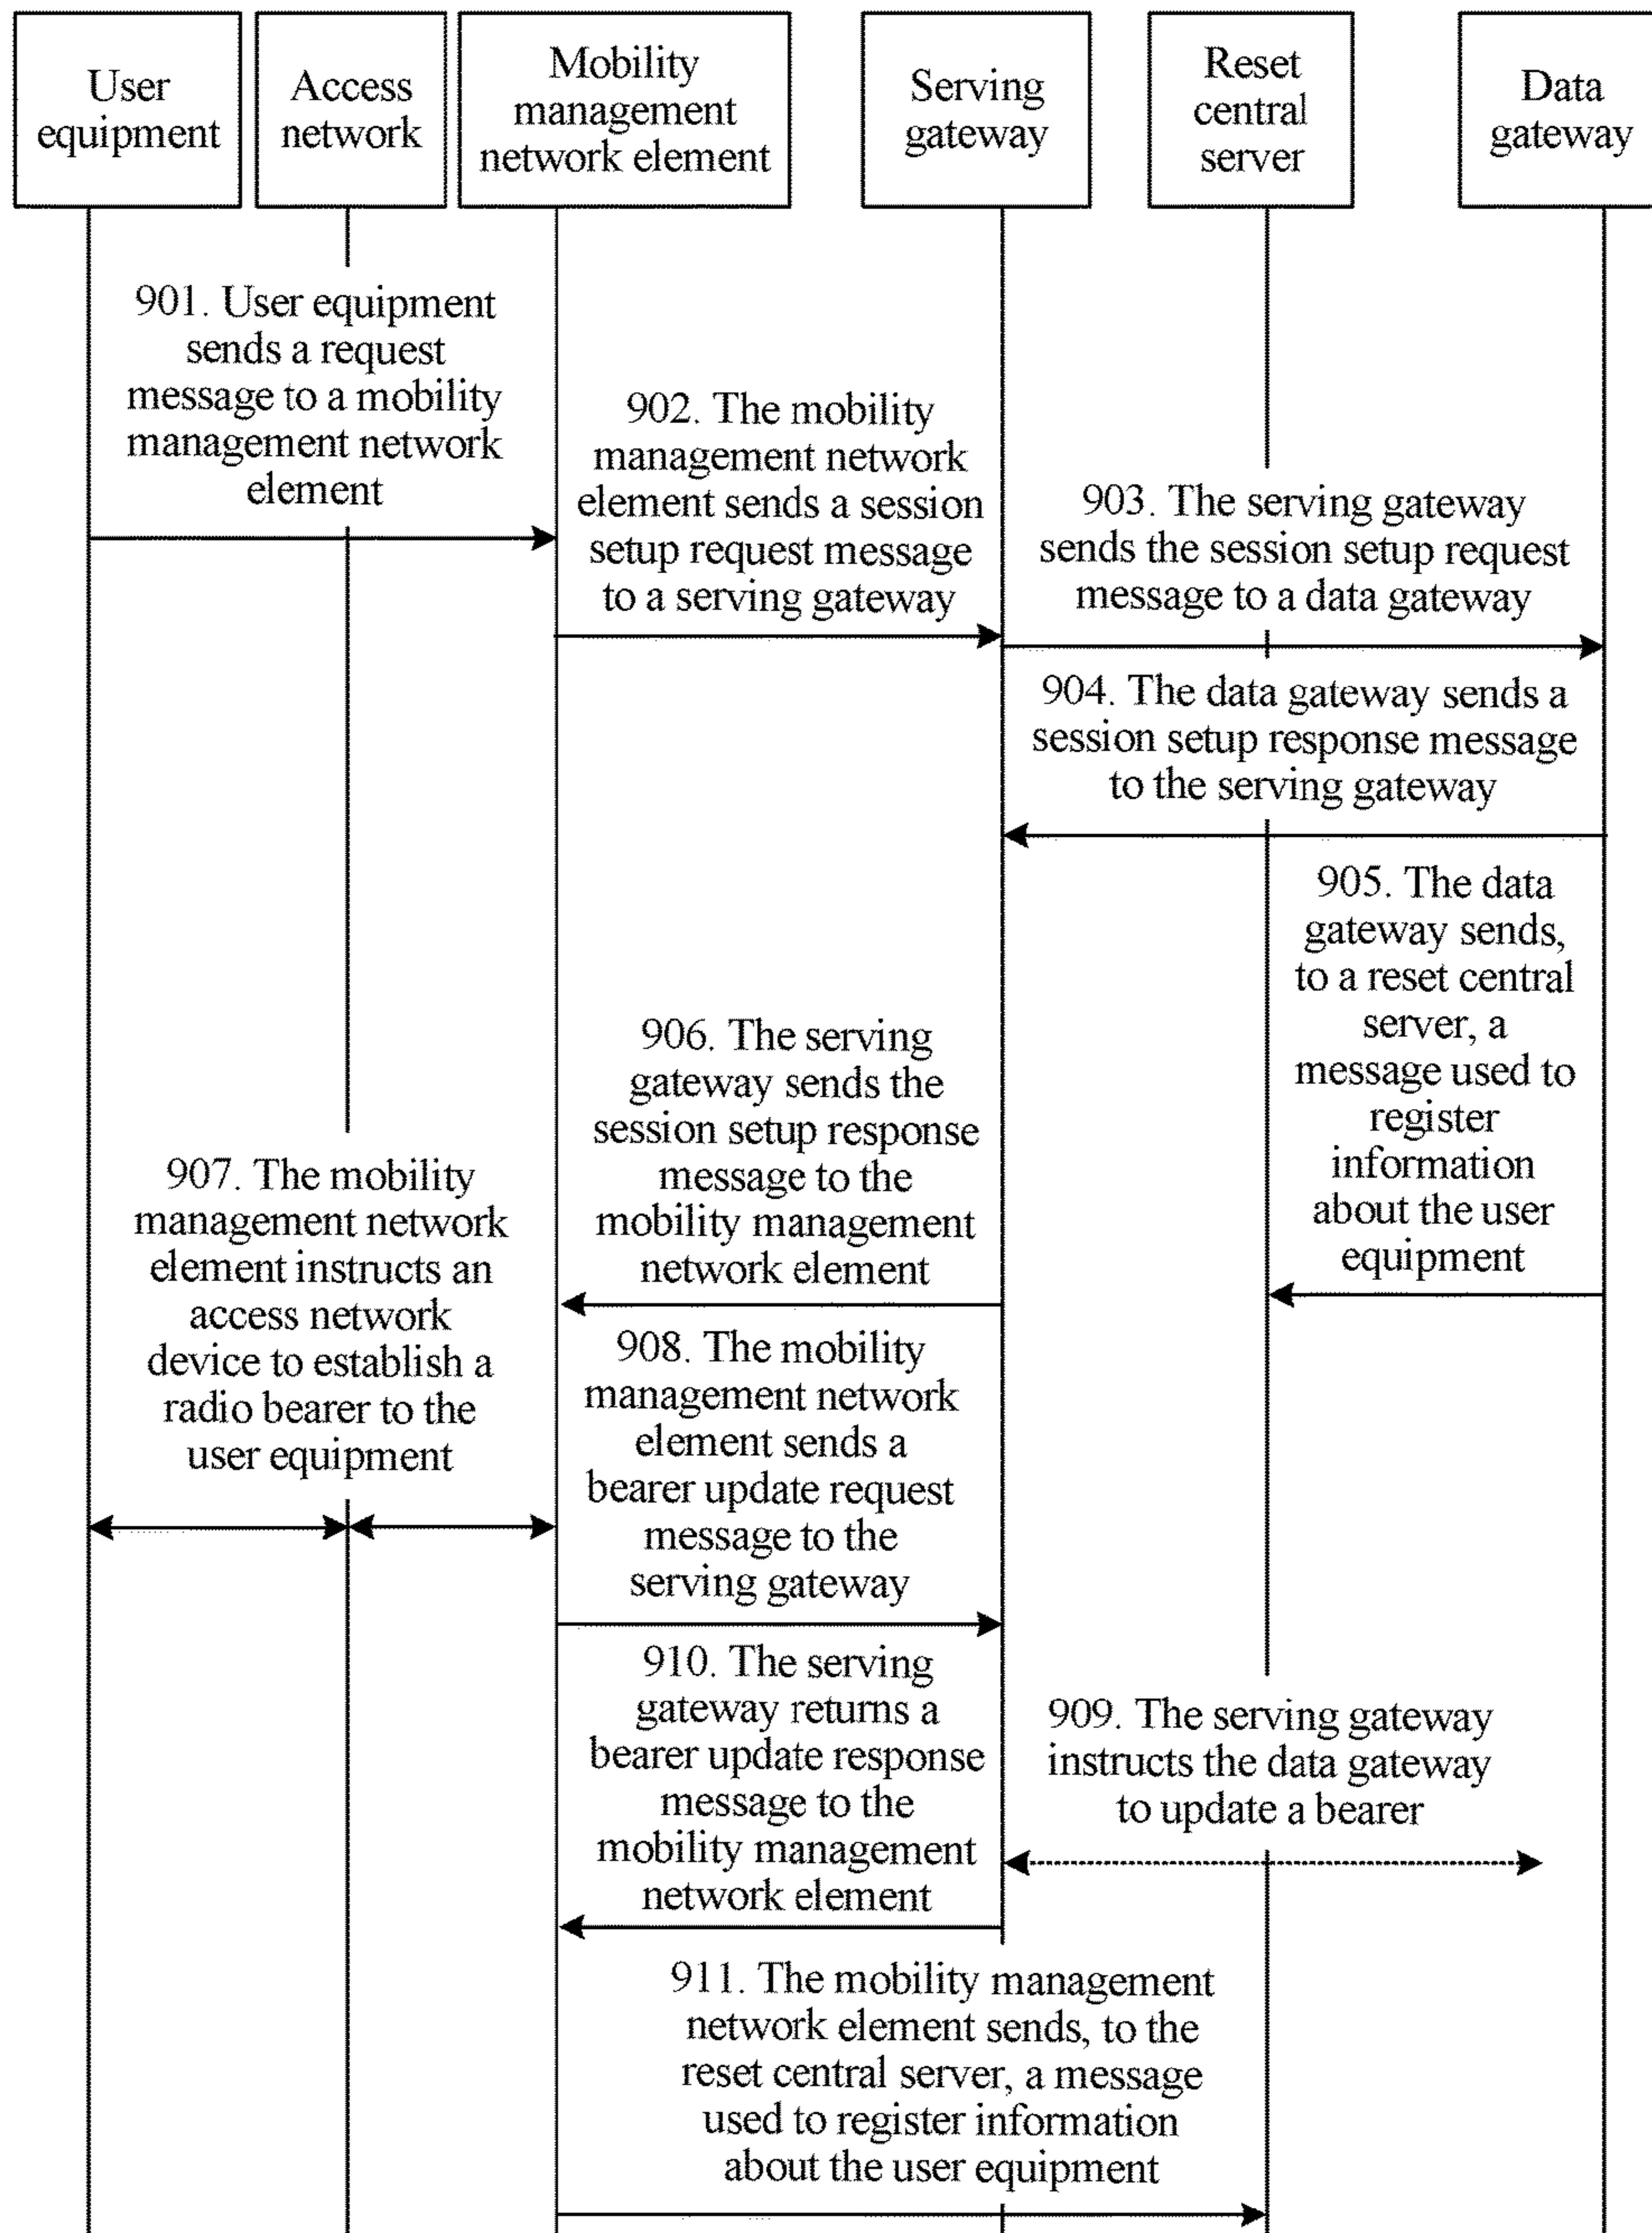 User
equipment
Access
network
Mobility
management
network element
Serving
gateway
Reset
central
server
Data
gateway
901. User equipment
sends a request
message to a mobility
management network
element
902. The mobility
management network
element sends a session
setup request message
to a serving gateway
903. The serving gateway
sends the session setup request
message to a data gateway
904. The data gateway sends a
session setup response message
to the serving gateway
905. The data
gateway sends,
to a reset central
server, a
message used to
register
information
about the user
equipment
906. The serving
gateway sends the
session setup response
message to the
mobility management
network element
907. The mobility
management network
element instructs an
access network
device to establish a
radio bearer to the
user equipment
908. The mobility
management network
element sends a
bearer update request
message to the
serving gateway
909. The serving gateway
instructs the data gateway
to update a bearer
910. The serving
gateway returns a
bearer update response
message to the
mobility management
network element
911. The mobility management
network element sends, to the
reset central server, a message
used to register information
about the user equipment